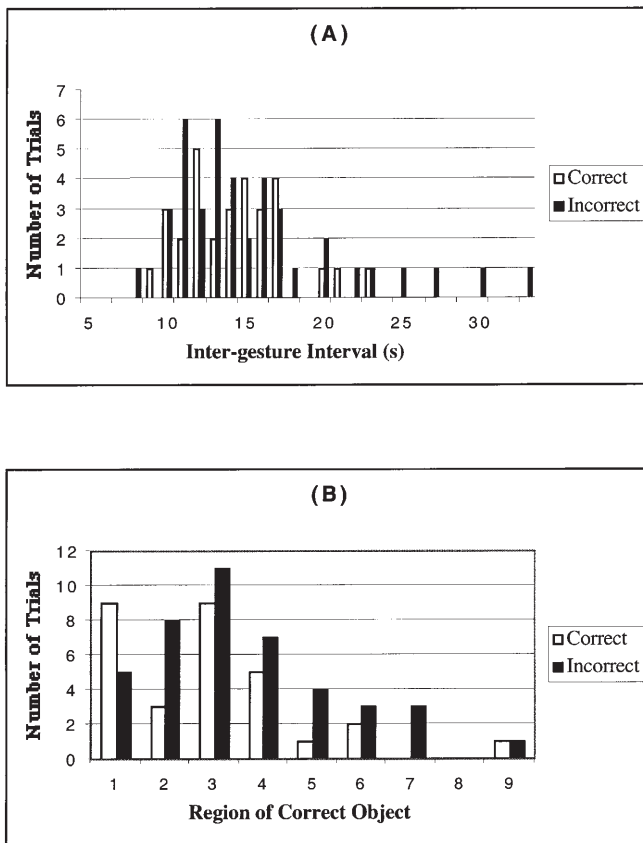 (A)
Number of Trials
7
6
5
4
3
2
1
0
5 10 15 20 25 30
Inter-gesture Interval (s)
Correct
Incorrect
(B)
Number of Trials
12
10
8
6
4
2
0
1 2 3 4 5 6 7 8 9
Region of Correct Object
Correct
Incorrect